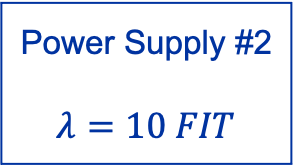 Power Supply #2
λ = 10 FIT